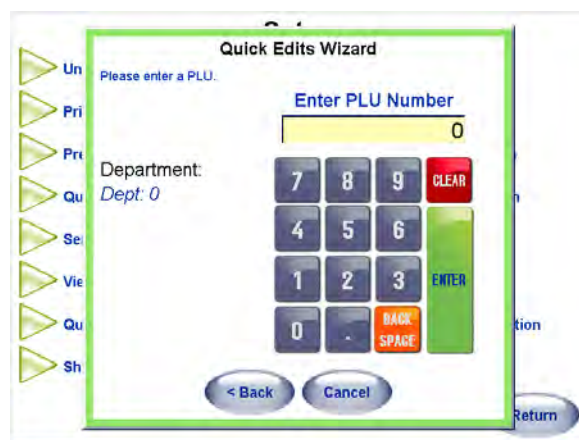 Quick Edits Wizard
Please enter a PLU.
Enter PLU Number
0
Department:
Dept: 0
7 8 9 CLEAR
4 5 6
1 2 3 ENTER
0 . BACK SPACE
< Back Cancel
Un
Pri
Pre
Qu
Se
Vie
Qu
tion
Sh
Return